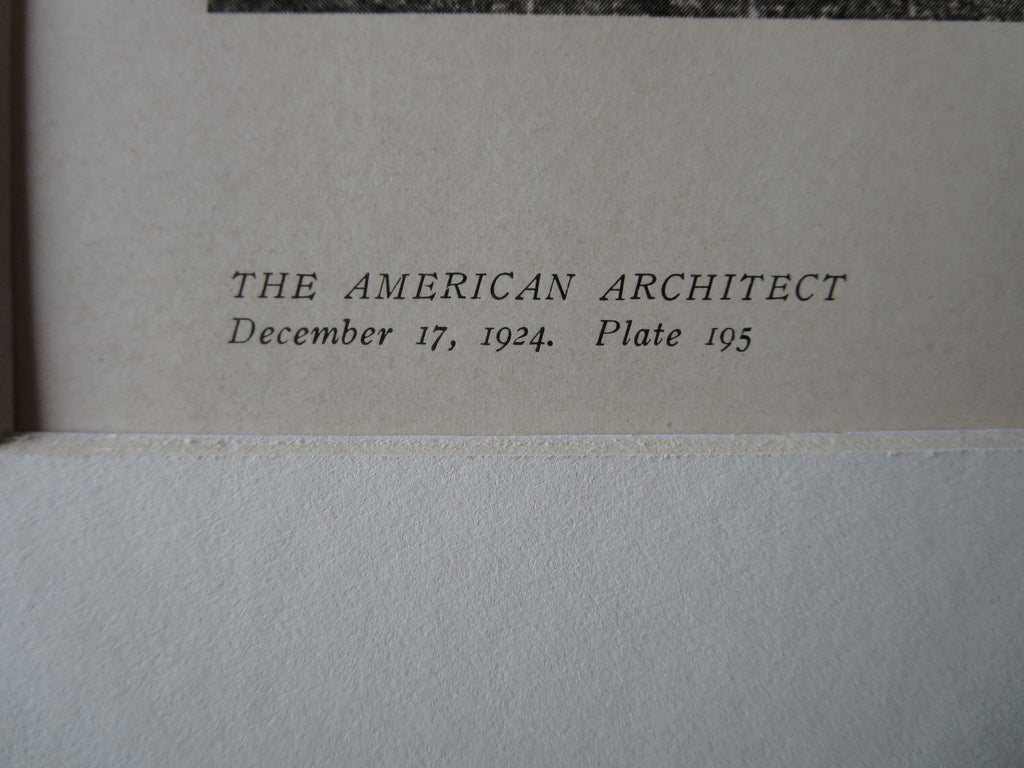 THE AMERICAN ARCHITECT
December 17, 1924. Plate 195